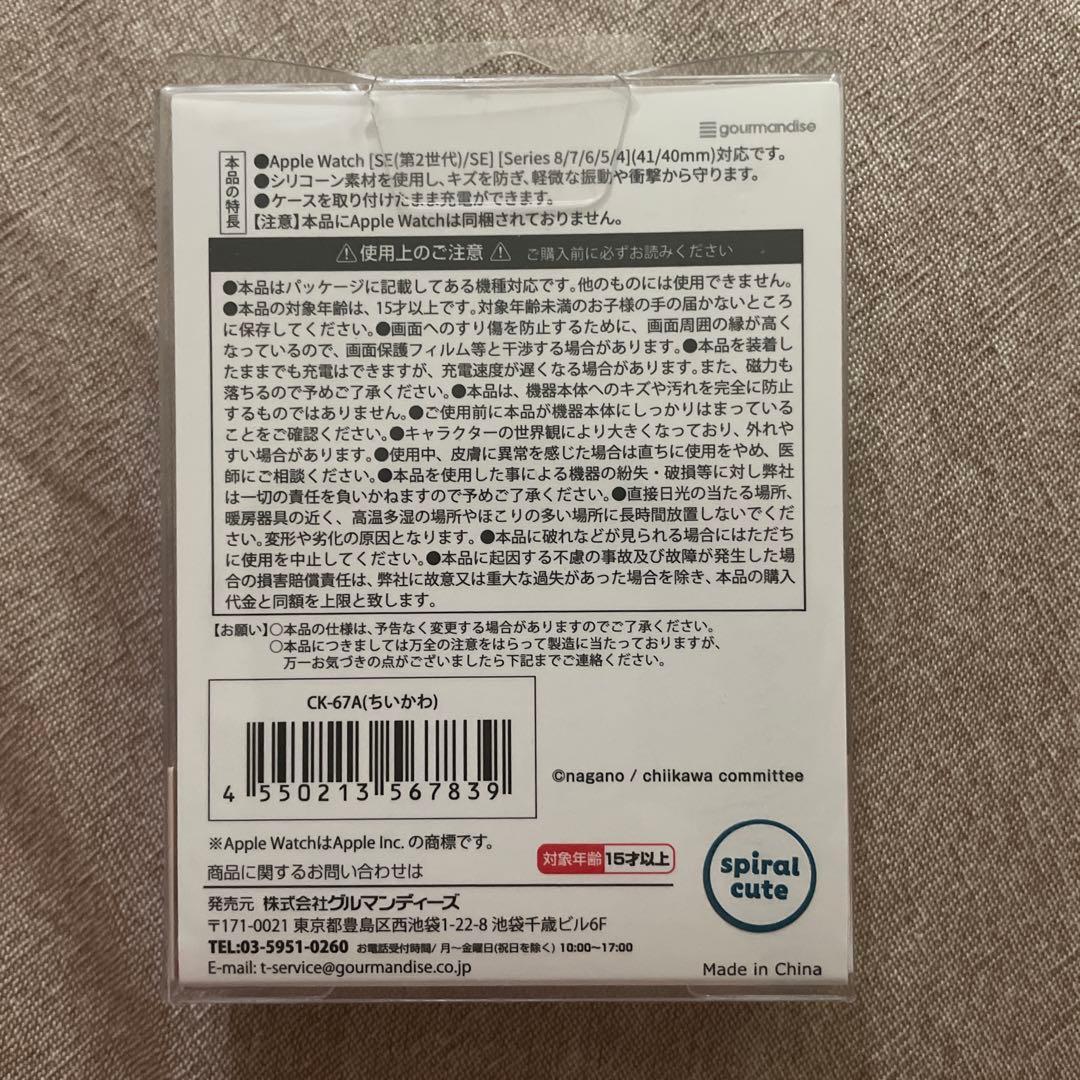 gourmandise
本品の特長
●Apple Watch [SE(第2世代)/SE] [Series 8/7/6/5/4](41/40mm)対応です。
●シリコーン素材を使用し、キズを防ぎ、軽微な振動や衝撃から守ります。
●ケースを取り付けたまま充電ができます。
【注意】本品にApple Watchは同梱されておりません。
⚠使用上のご注意⚠ ご購入前に必ずお読みください
●本品はパッケージに記載してある機種対応です。他のものには使用できません。
●本品の対象年齢は、15才以上です。対象年齢未満のお子様の手の届かないところ
に保存してください。●画面へのすり傷を防止するために、画面周囲の縁が高く
なっているので、画面保護フィルム等と干渉する場合があります。●本品を装着し
たままでも充電はできますが、充電速度が遅くなる場合があります。また、磁力も
落ちるので予めご了承ください。●本品は、機器本体へのキズや汚れを完全に防止
するものではありません。●ご使用前に本品が機器本体にしっかりはまっている
ことをご確認ください。●キャラクターの世界観により大きくなっており、外れや
すい場合があります。●使用中、皮膚に異常を感じた場合は直ちに使用をやめ、医
師にご相談ください。●本品を使用した事による機器の紛失・破損等に対し弊社
は一切の責任を負いかねますので予めご了承ください。●直接日光の当たる場所、
暖房器具の近く、高温多湿の場所やほこりの多い場所に長時間放置しないでくだ
さい。変形や劣化の原因となります。●本品に破れなどが見られる場合にはただち
に使用を中止してください。●本品に起因する不慮の事故及び故障が発生した場
合の損害賠償責任は、弊社に故意又は重大な過失があった場合を除き、本品の購入
代金と同額を上限と致します。
【お願い】○本品の仕様は、予告なく変更する場合がありますのでご了承ください。
○本品につきましては万全の注意をはらって製造に当たっておりますが、
万一お気づきの点がございましたら下記までご連絡ください。
CK-67A(ちいかわ)
4 550213 567839
©nagano / chiikawa committee
※Apple WatchはApple Inc. の商標です。
商品に関するお問い合わせは
対象年齢 15才以上
spiral
cute
発売元 株式会社グルマンディーズ
〒171-0021 東京都豊島区西池袋1-22-8 池袋千歳ビル6F
TEL:03-5951-0260 お電話受付時間/ 月〜金曜日(祝日を除く) 10:00〜17:00
E-mail: t-service@gourmandise.co.jp
Made in China